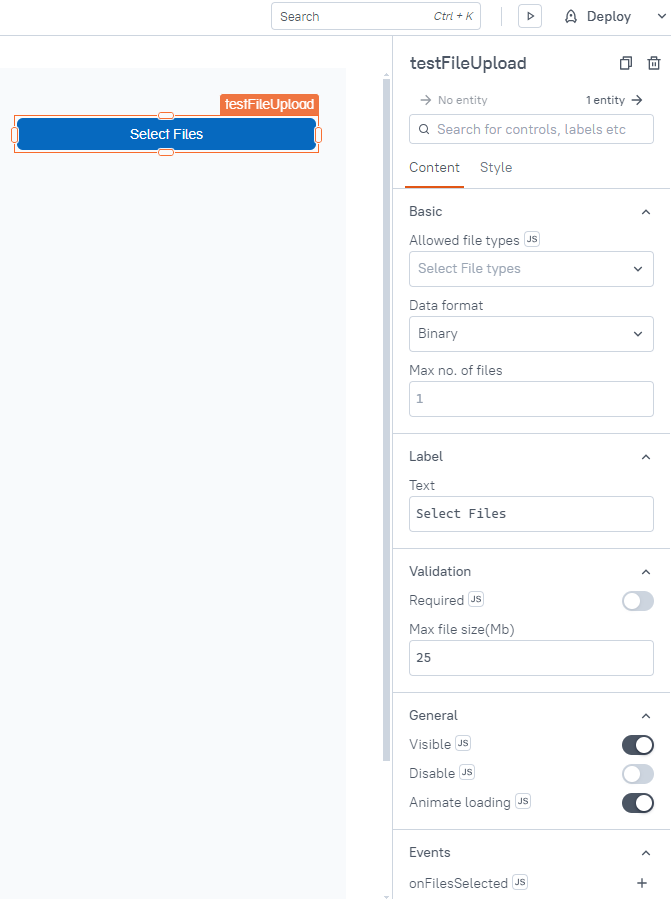 Search Ctrl + K
Deploy
testFileUpload
testFileUpload
Select Files
No entity 1 entity
Search for controls, labels etc
Content Style
Basic
Allowed file types JS
Select File types
Data format
Binary
Max no. of files
1
Label
Text
Select Files
Validation
Required JS
Max file size(Mb)
25
General
Visible JS
Disable JS
Animate loading JS
Events
onFilesSelected JS